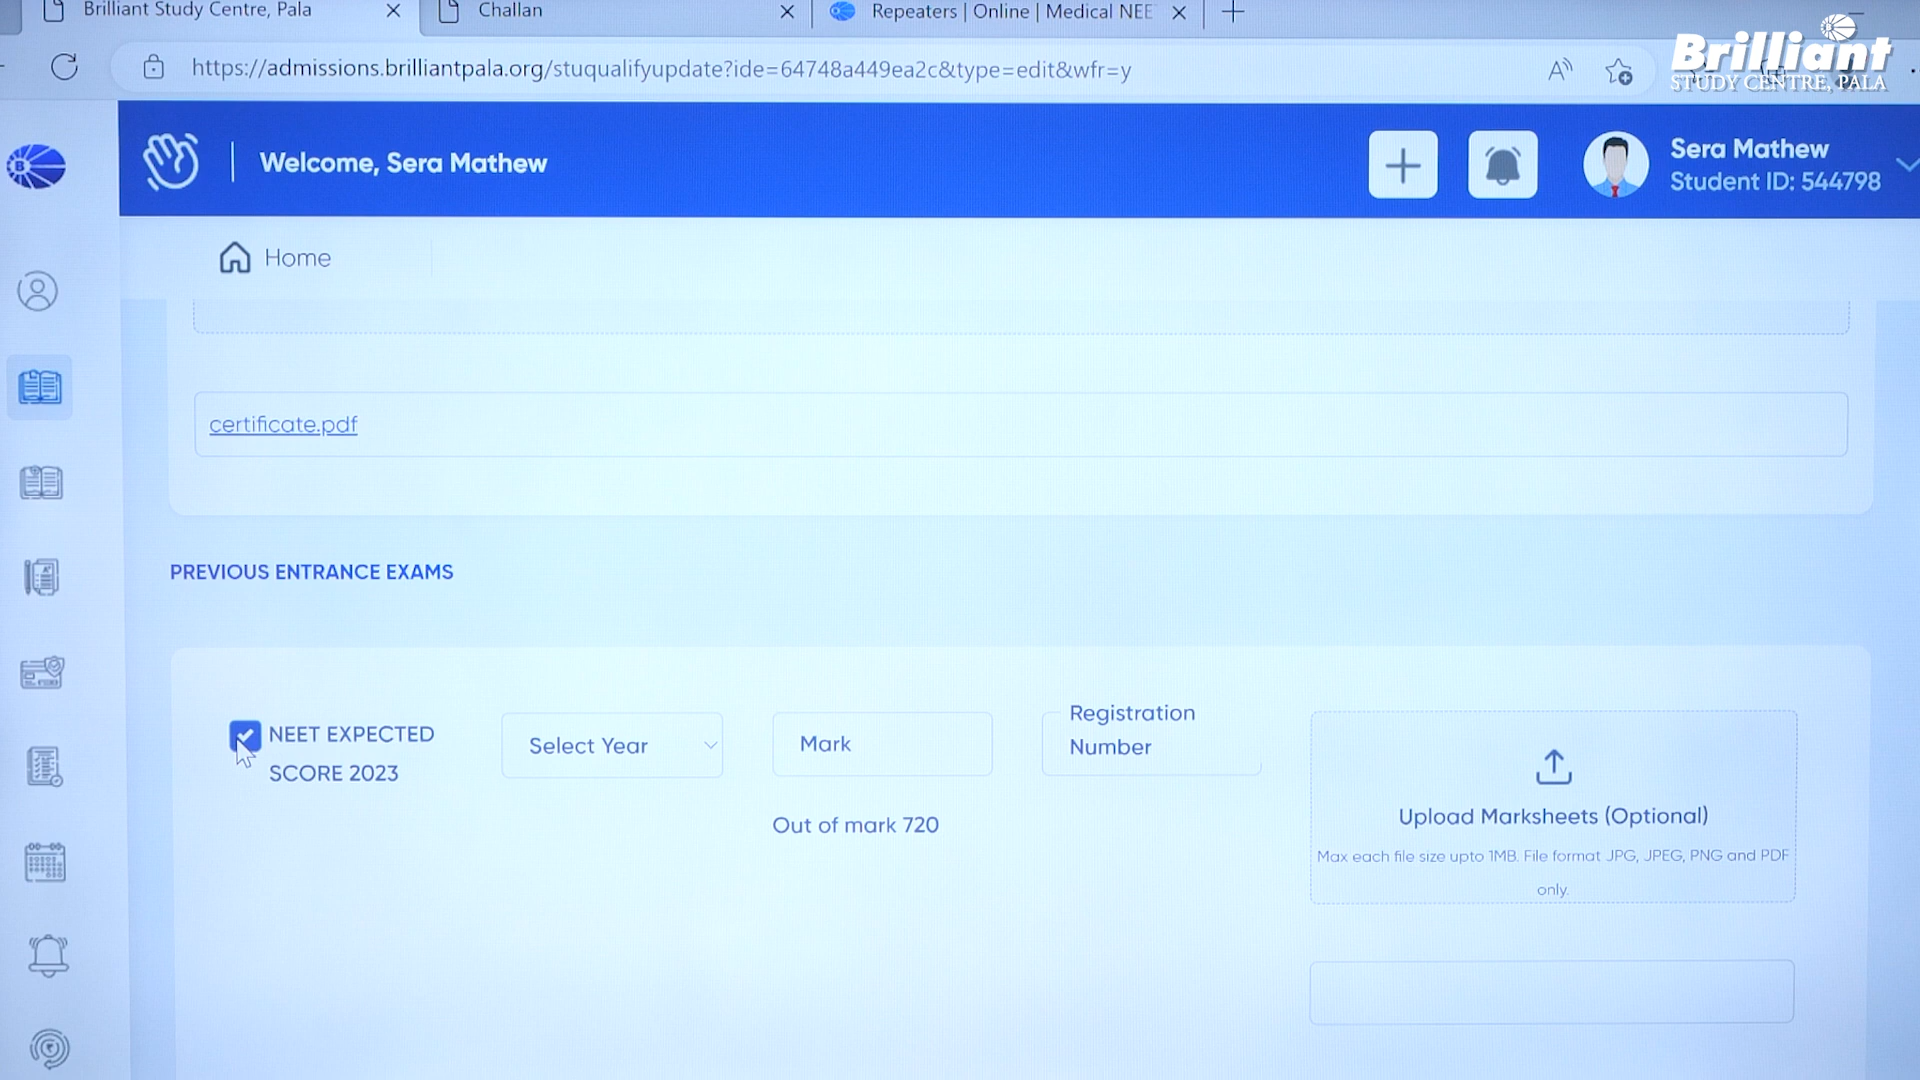 Brilliant Study Centre, Pala
Challan
Repeaters | Online | Medical NEE
https://admissions.brilliantpala.org/stuqualifyupdate?ide=64748a449ea2c&type=edit&wfr=y
Brilliant
STUDY CENTRE, PALA
Welcome, Sera Mathew
Sera Mathew
Student ID: 544798
Home
certificate.pdf
PREVIOUS ENTRANCE EXAMS
NEET EXPECTED
SCORE 2023
Select Year
Mark
Out of mark 720
Registration
Number
Upload Marksheets (Optional)
Max each file size upto 1MB. File format JPG, JPEG, PNG and PDF
only.